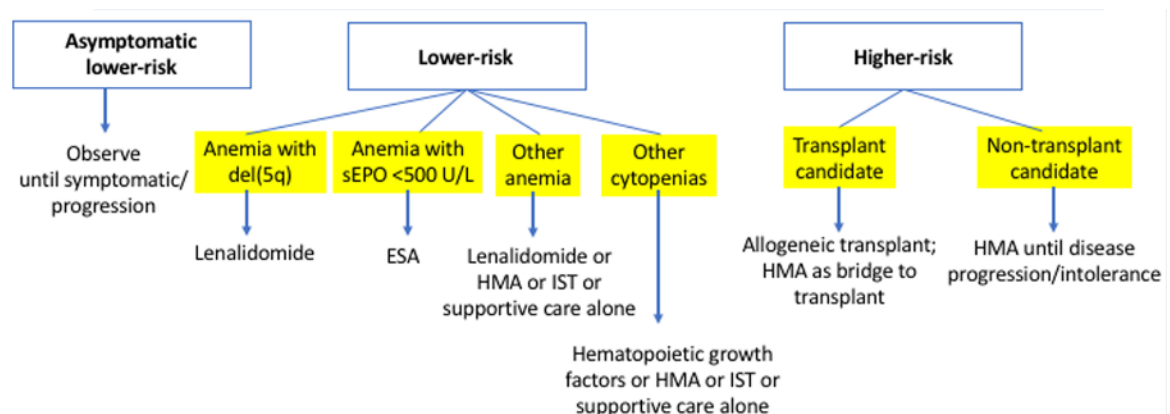 Asymptomatic
lower-risk
Lower-risk
Higher-risk
Observe
until symptomatic/
progression
Anemia with
del(5q)
Anemia with
sEPO <500 U/L
Other
anemia
Other
cytopenias
Transplant
candidate
Non-transplant
candidate
Lenalidomide
ESA
Lenalidomide or
HMA or IST or
supportive care alone
Hematopoietic growth
factors or HMA or IST or
supportive care alone
Allogeneic transplant;
HMA as bridge to
transplant
HMA until disease
progression/intolerance